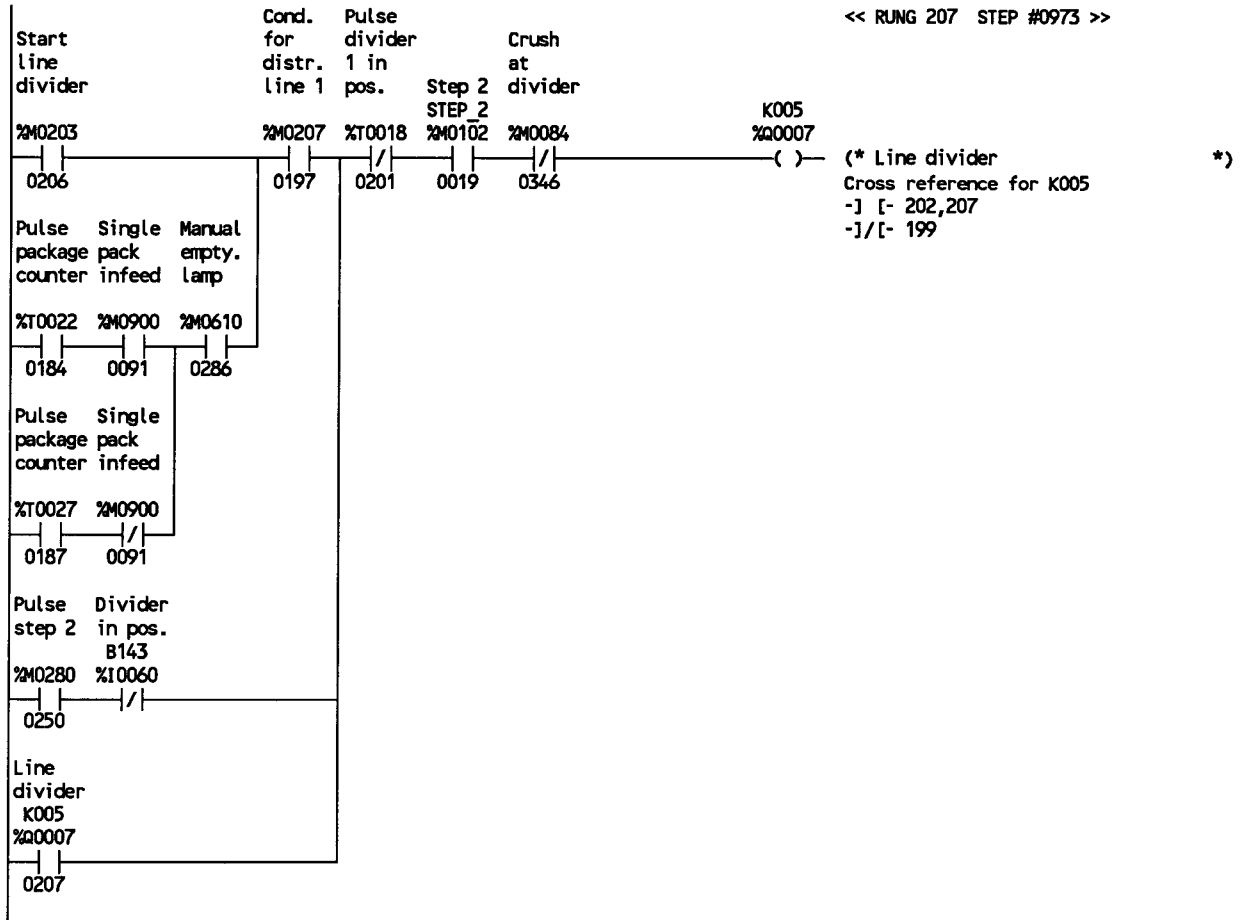 << RUNG 207 STEP #0973 >>
Cond. Pulse
Start for divider Crush
line distr. 1 in at
divider line 1 pos. Step 2 divider
STEP_2 K005
%M0203 %M0207 %T0018 %M0102 %M0084 %Q0007
(* Line divider *)
0206 0197 0201 0019 0346
Cross reference for K005
-] [- 202,207
-]/[- 199
Pulse Single Manual
package pack empty.
counter infeed lamp
%T0022 %M0900 %M0610
0184 0091 0286
Pulse Single
package pack
counter infeed
%T0027 %M0900
0187 0091
Pulse Divider
step 2 in pos.
B143
%M0280 %I0060
0250
Line
divider
K005
%Q0007
0207